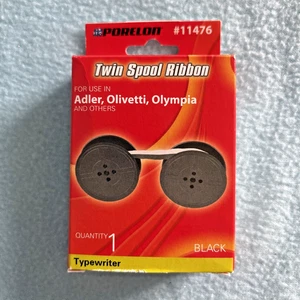 PORELON #11476
Twin Spool Ribbon
FOR USE IN
Adler, Olivetti, Olympia
AND OTHERS
QUANTITY 1
BLACK
Typewriter